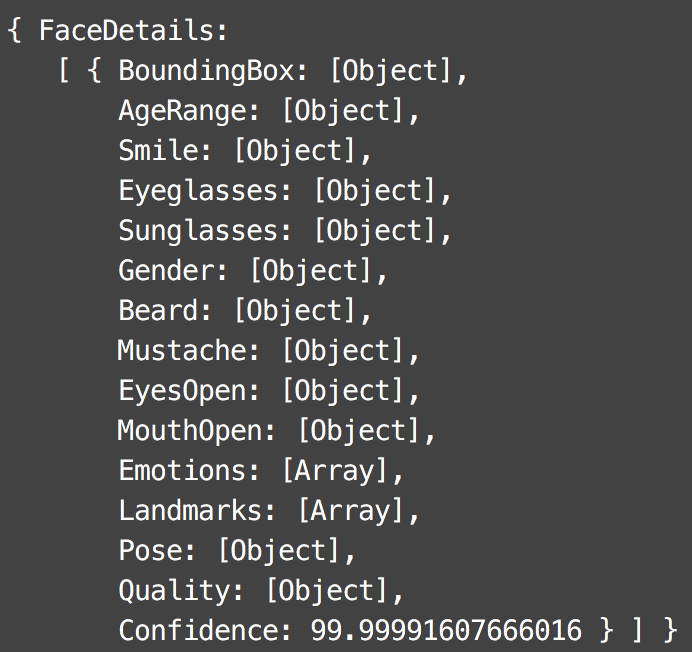 { FaceDetails:
[ { BoundingBox: [Object],
AgeRange: [Object],
Smile: [Object],
Eyeglasses: [Object],
Sunglasses: [Object],
Gender: [Object],
Beard: [Object],
Mustache: [Object],
EyesOpen: [Object],
MouthOpen: [Object],
Emotions: [Array],
Landmarks: [Array],
Pose: [Object],
Quality: [Object],
Confidence: 99.99991607666016 } ] }